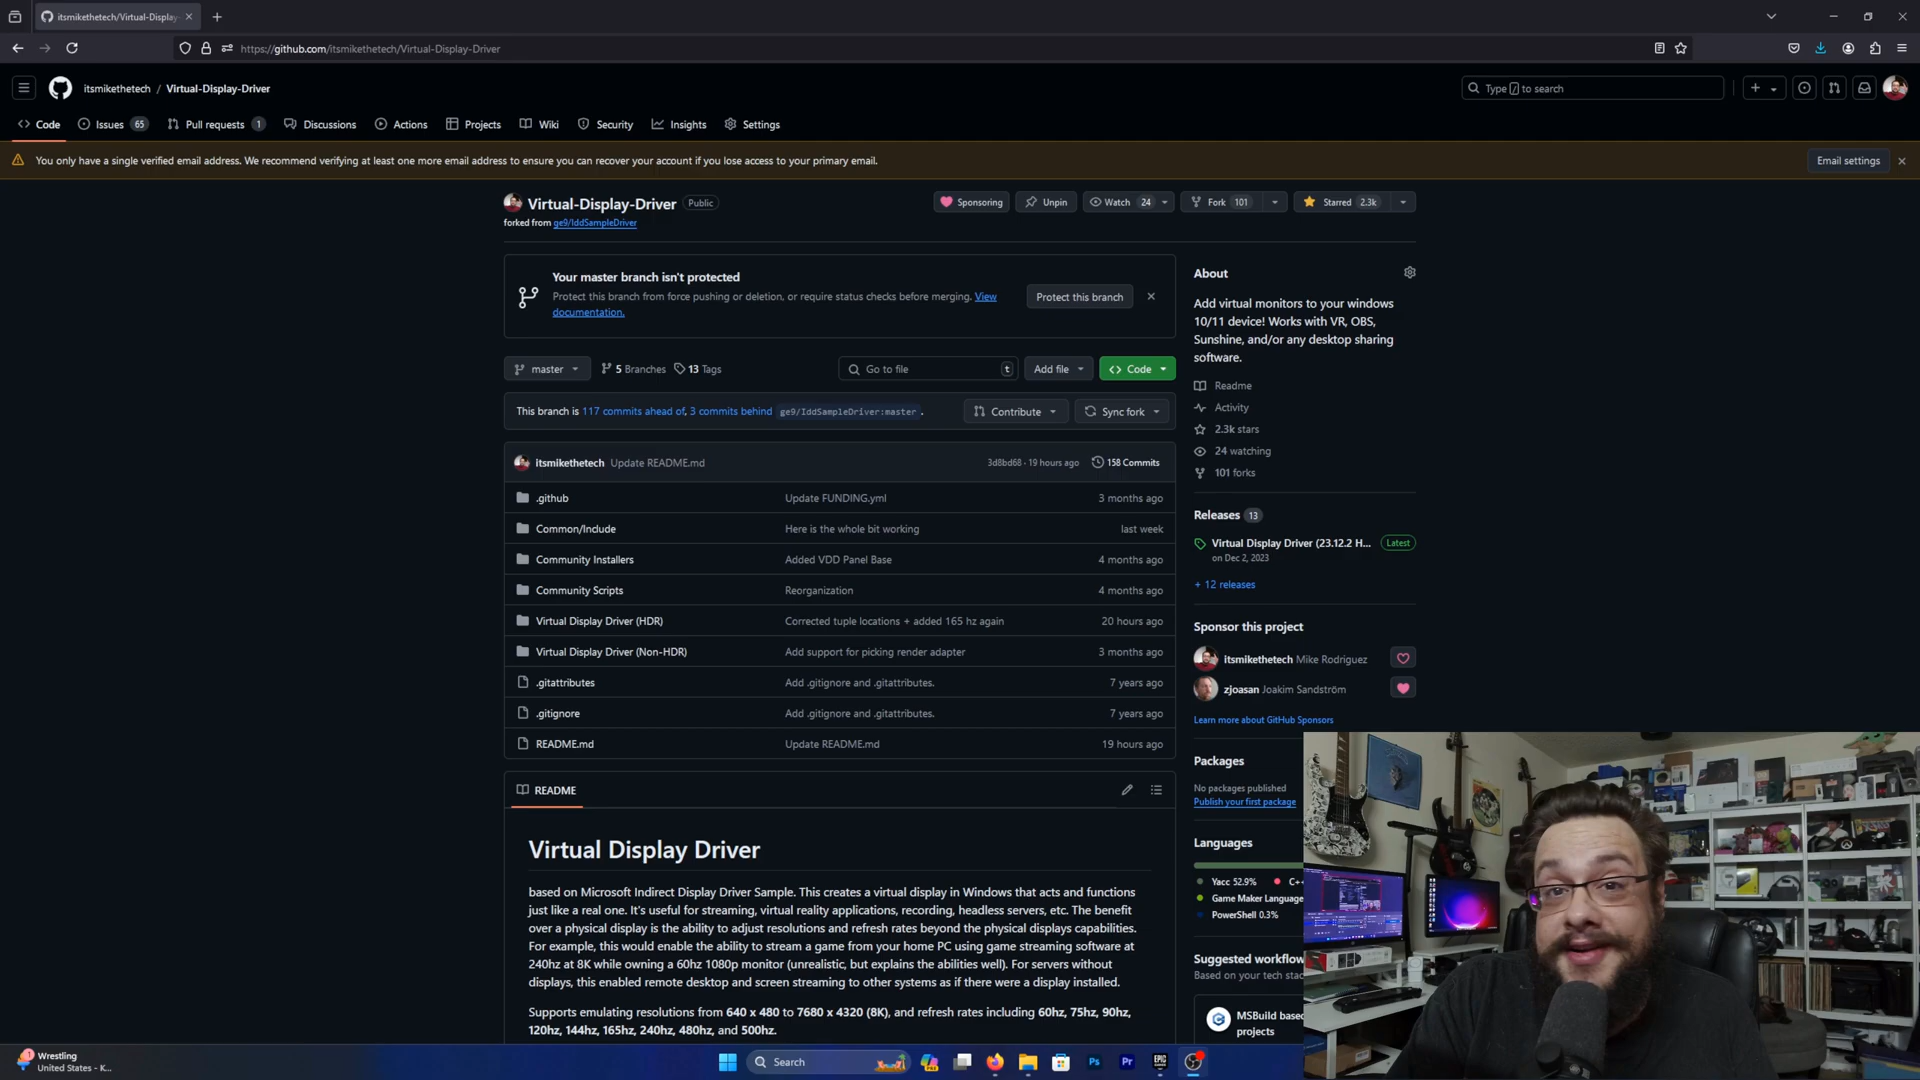 itsmikethetech/Virtual-Display-
https://github.com/itsmikethetech/Virtual-Display-Driver
itsmikethetech / Virtual-Display-Driver
Type / to search
Code
Issues 65
Pull requests 1
Discussions
Actions
Projects
Wiki
Security
Insights
Settings
You only have a single verified email address. We recommend verifying at least one more email address to ensure you can recover your account if you lose access to your primary email.
Email settings
Virtual-Display-Driver Public
forked from ge9/IddSampleDriver
Sponsoring
Unpin
Watch 24
Fork 101
Starred 2.3k
Your master branch isn't protected
Protect this branch from force pushing or deletion, or require status checks before merging. View
documentation.
Protect this branch
master
5 Branches
13 Tags
Go to file t
Add file
Code
This branch is 117 commits ahead of, 3 commits behind ge9/IddSampleDriver:master .
Contribute
Sync fork
itsmikethetech Update README.md 3d8bd68 · 19 hours ago 158 Commits
.github Update FUNDING.yml 3 months ago
Common/Include Here is the whole bit working last week
Community Installers Added VDD Panel Base 4 months ago
Community Scripts Reorganization 4 months ago
Virtual Display Driver (HDR) Corrected tuple locations + added 165 hz again 20 hours ago
Virtual Display Driver (Non-HDR) Add support for picking render adapter 3 months ago
.gitattributes Add .gitignore and .gitattributes. 7 years ago
.gitignore Add .gitignore and .gitattributes. 7 years ago
README.md Update README.md 19 hours ago
README
Virtual Display Driver
based on Microsoft Indirect Display Driver Sample. This creates a virtual display in Windows that acts and functions
just like a real one. It's useful for streaming, virtual reality applications, recording, headless servers, etc. The benefit
over a physical display is the ability to adjust resolutions and refresh rates beyond the physical displays capabilities.
For example, this would enable the ability to stream a game from your home PC using game streaming software at
240hz at 8K while owning a 60hz 1080p monitor (unrealistic, but explains the abilities well). For servers without
displays, this enabled remote desktop and screen streaming to other systems as if there were a display installed.
Supports emulating resolutions from 640 x 480 to 7680 x 4320 (8K), and refresh rates including 60hz, 75hz, 90hz,
120hz, 144hz, 165hz, 240hz, 480hz, and 500hz.
About
Add virtual monitors to your windows
10/11 device! Works with VR, OBS,
Sunshine, and/or any desktop sharing
software.
Readme
Activity
2.3k stars
24 watching
101 forks
Releases 13
Virtual Display Driver (23.12.2 H... Latest
on Dec 2, 2023
+ 12 releases
Sponsor this project
itsmikethetech Mike Rodriguez
zjoasan Joakim Sandström
Learn more about GitHub Sponsors
Packages
No packages published
Publish your first package
Languages
Yacc 52.9% C++
Game Maker Language
PowerShell 0.3%
Suggested workflow
Based on your tech stac
MSBuild base
projects
1
Wrestling
United States - K...
Search
Ps
Pr
EPIC